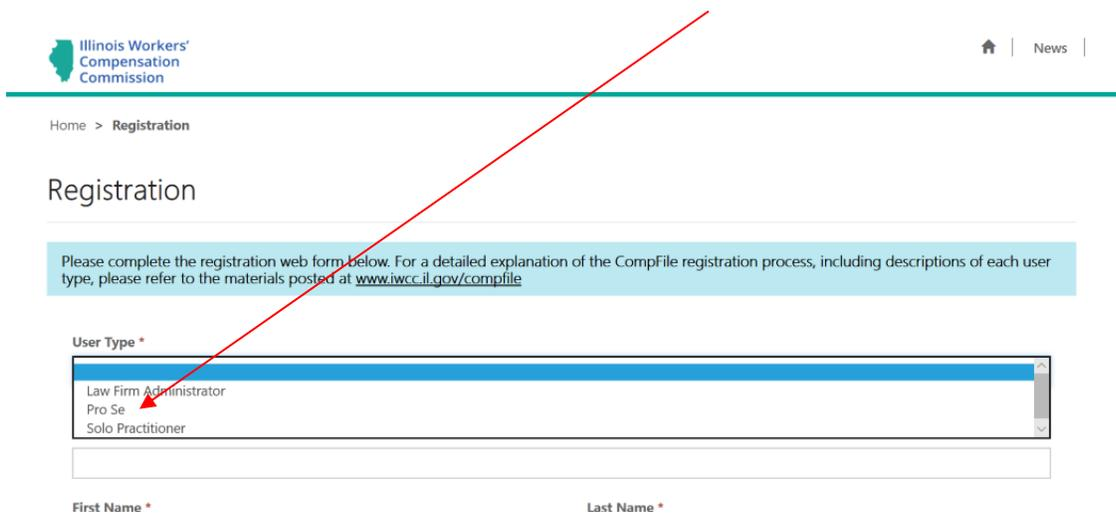 Illinois Workers'
Compensation
Commission
News
Home > Registration
Registration
Please complete the registration web form below. For a detailed explanation of the CompFile registration process, including descriptions of each user
type, please refer to the materials posted at www.iwcc.il.gov/compfile
User Type *
Law Firm Administrator
Pro Se
Solo Practitioner
First Name *
Last Name *